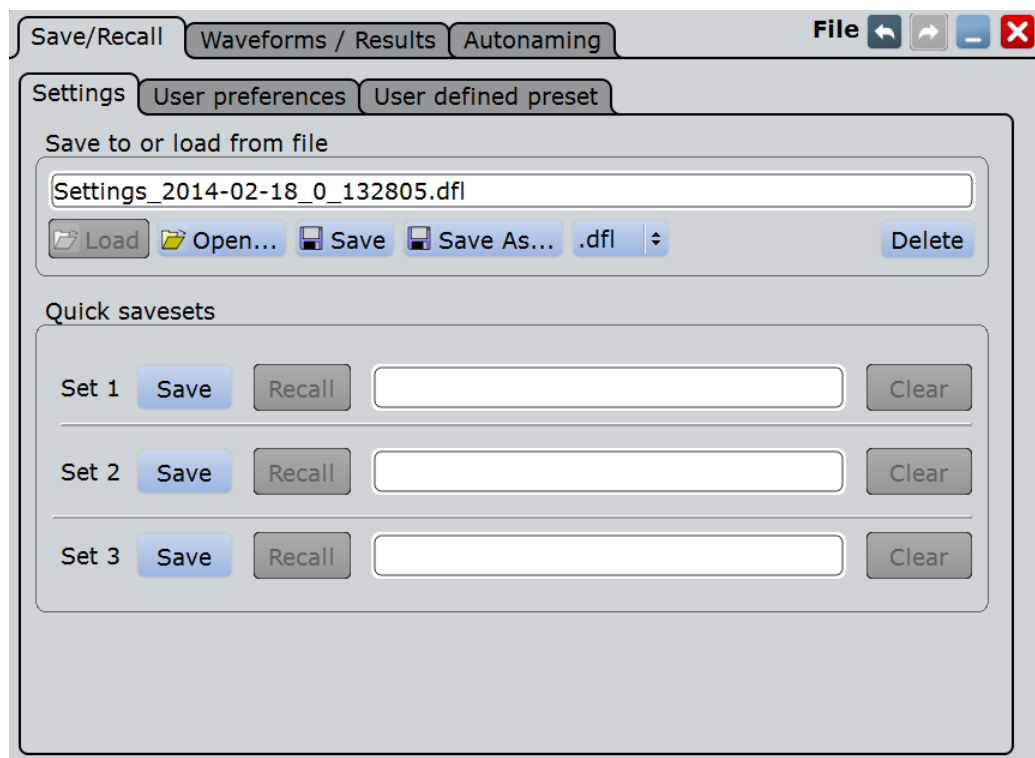 Save/Recall Waveforms / Results Autonaming File
Settings User preferences User defined preset
Save to or load from file
Settings_2014-02-18_0_132805.dfl
Load Open... Save Save As... .dfl Delete
Quick savesets
Set 1 Save Recall Clear
Set 2 Save Recall Clear
Set 3 Save Recall Clear